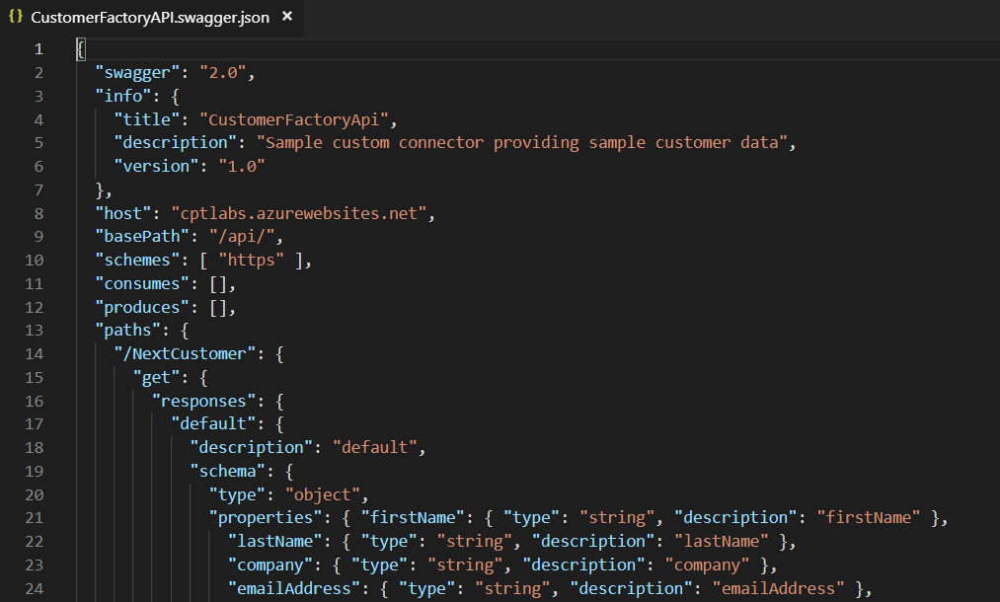 {} CustomerFactoryAPI.swagger.json ×
1 {
2 "swagger": "2.0",
3 "info": {
4 "title": "CustomerFactoryApi",
5 "description": "Sample custom connector providing sample customer data",
6 "version": "1.0"
7 },
8 "host": "cptlabs.azurewebsites.net",
9 "basePath": "/api/",
10 "schemes": [ "https" ],
11 "consumes": [],
12 "produces": [],
13 "paths": {
14 "/NextCustomer": {
15 "get": {
16 "responses": {
17 "default": {
18 "description": "default",
19 "schema": {
20 "type": "object",
21 "properties": { "firstName": { "type": "string", "description": "firstName" },
22 "lastName": { "type": "string", "description": "lastName" },
23 "company": { "type": "string", "description": "company" },
24 "emailAddress": { "type": "string", "description": "emailAddress" },